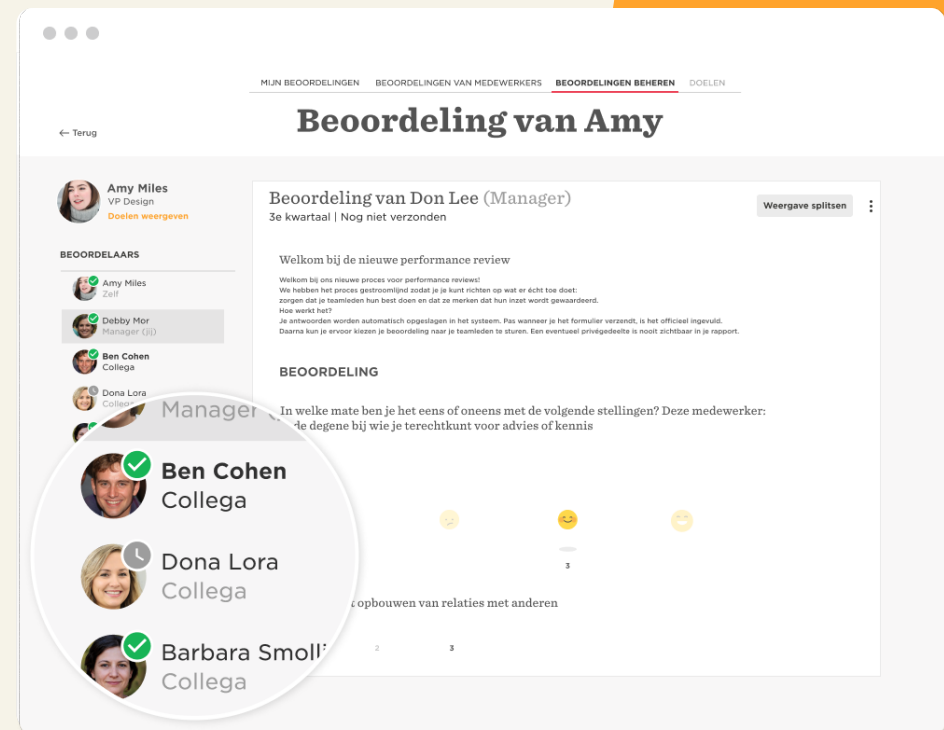 MIJN BEOORDELINGEN BEOORDELINGEN VAN MEDEWERKERS BEOORDELINGEN BEHEREN DOELEN
← Terug
Beoordeling van Amy
Amy Miles
VP Design
Doelen weergeven
BEOORDELAARS
Amy Miles
Zelf
Debby Mor
Manager (jij)
Ben Cohen
Collega
Dona Lora
Manager
Ben Cohen
Collega
Dona Lora
Collega
Barbara
Collega
Beoordeling van Don Lee (Manager)
3e kwartaal | Nog niet verzonden
Weergave splitsen
Welkom bij de nieuwe performance review
Welkom bij ons nieuwe proces voor performance reviews!
We hebben het proces gestroomlijnd zodat je je kunt richten op wat er écht toe doet:
zorgen dat je teamleden hun best doen en dat ze merken dat hun inzet wordt gewaardeerd.
Hoe werkt het?
Je antwoorden worden automatisch opgeslagen in het systeem. Pas wanneer je het formulier verzendt, is het officieel ingevuld.
Daarna kun je ervoor kiezen je beoordeling naar je teamleden te sturen. Een eventueel privégedeelte is nooit zichtbaar in je rapport.
BEOORDELING
In welke mate ben je het eens of oneens met de volgende stellingen? Deze medewerker:
de degene bij wie je terechtkunt voor advies of kennis
3
opbouwen van relaties met anderen
2 3